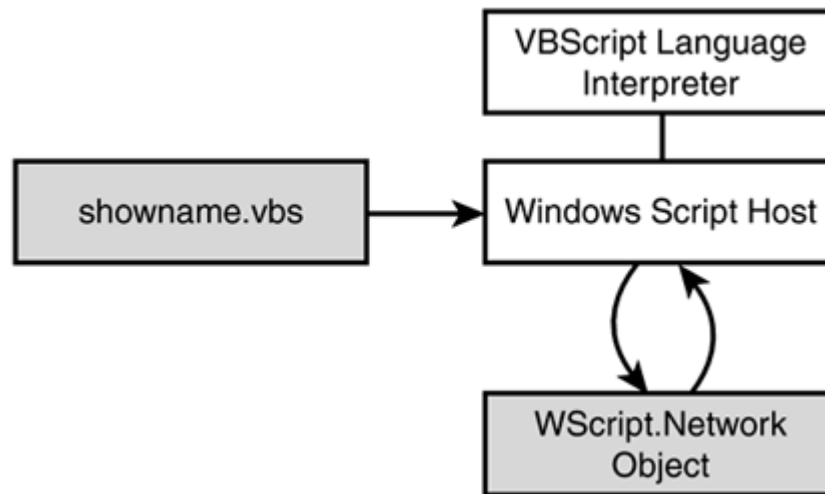 VBScript Language
Interpreter
showname.vbs
Windows Script Host
WScript.Network
Object